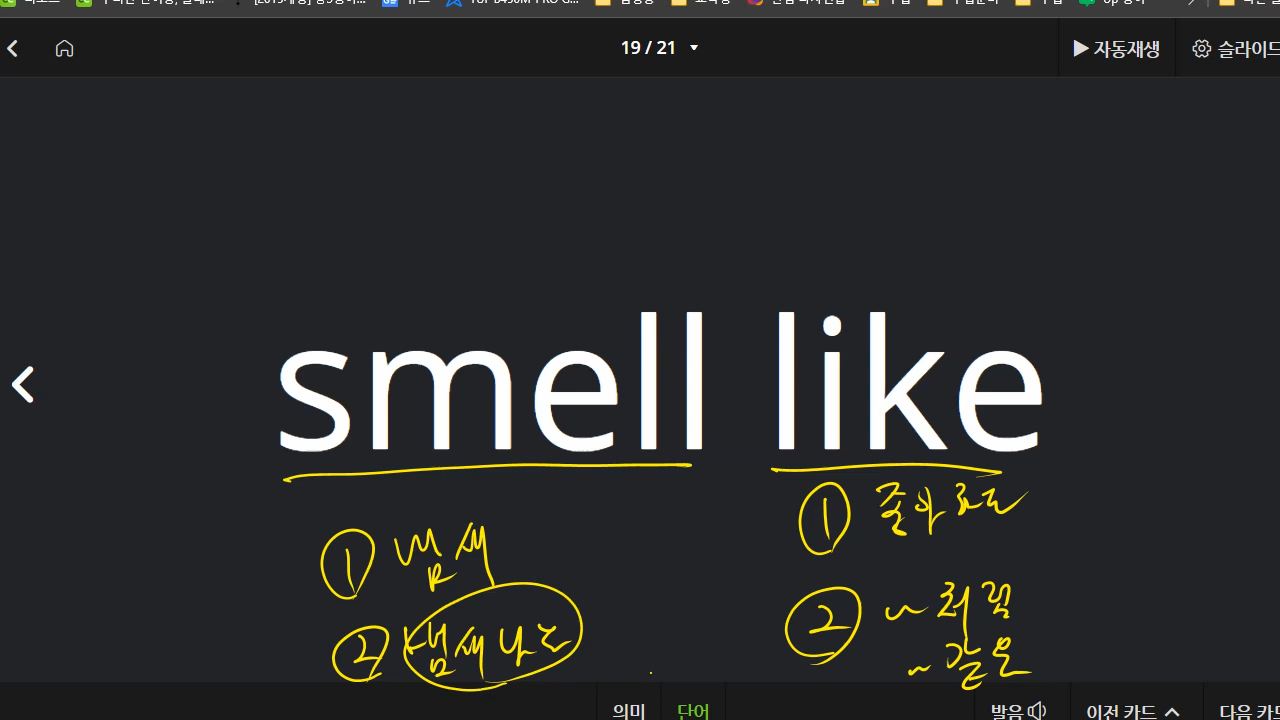 19 / 21
자동재생
슬라이드
smell like
① 냄새
② 냄새나는
① 좋아하는
② ~처럼
~같은
의미
단어
발음
이전 카드
다음 카드